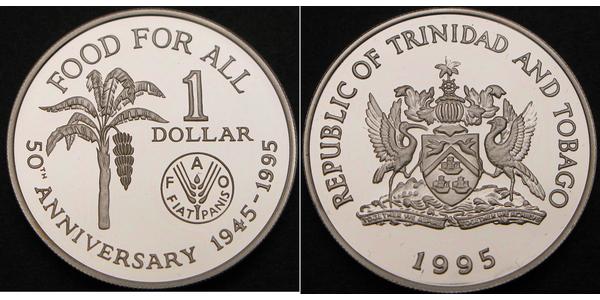 FOOD FOR ALL
1
DOLLAR
F A O
FIAT PANIS
50TH ANNIVERSARY 1945-1995
REPUBLIC OF TRINIDAD AND TOBAGO
1995